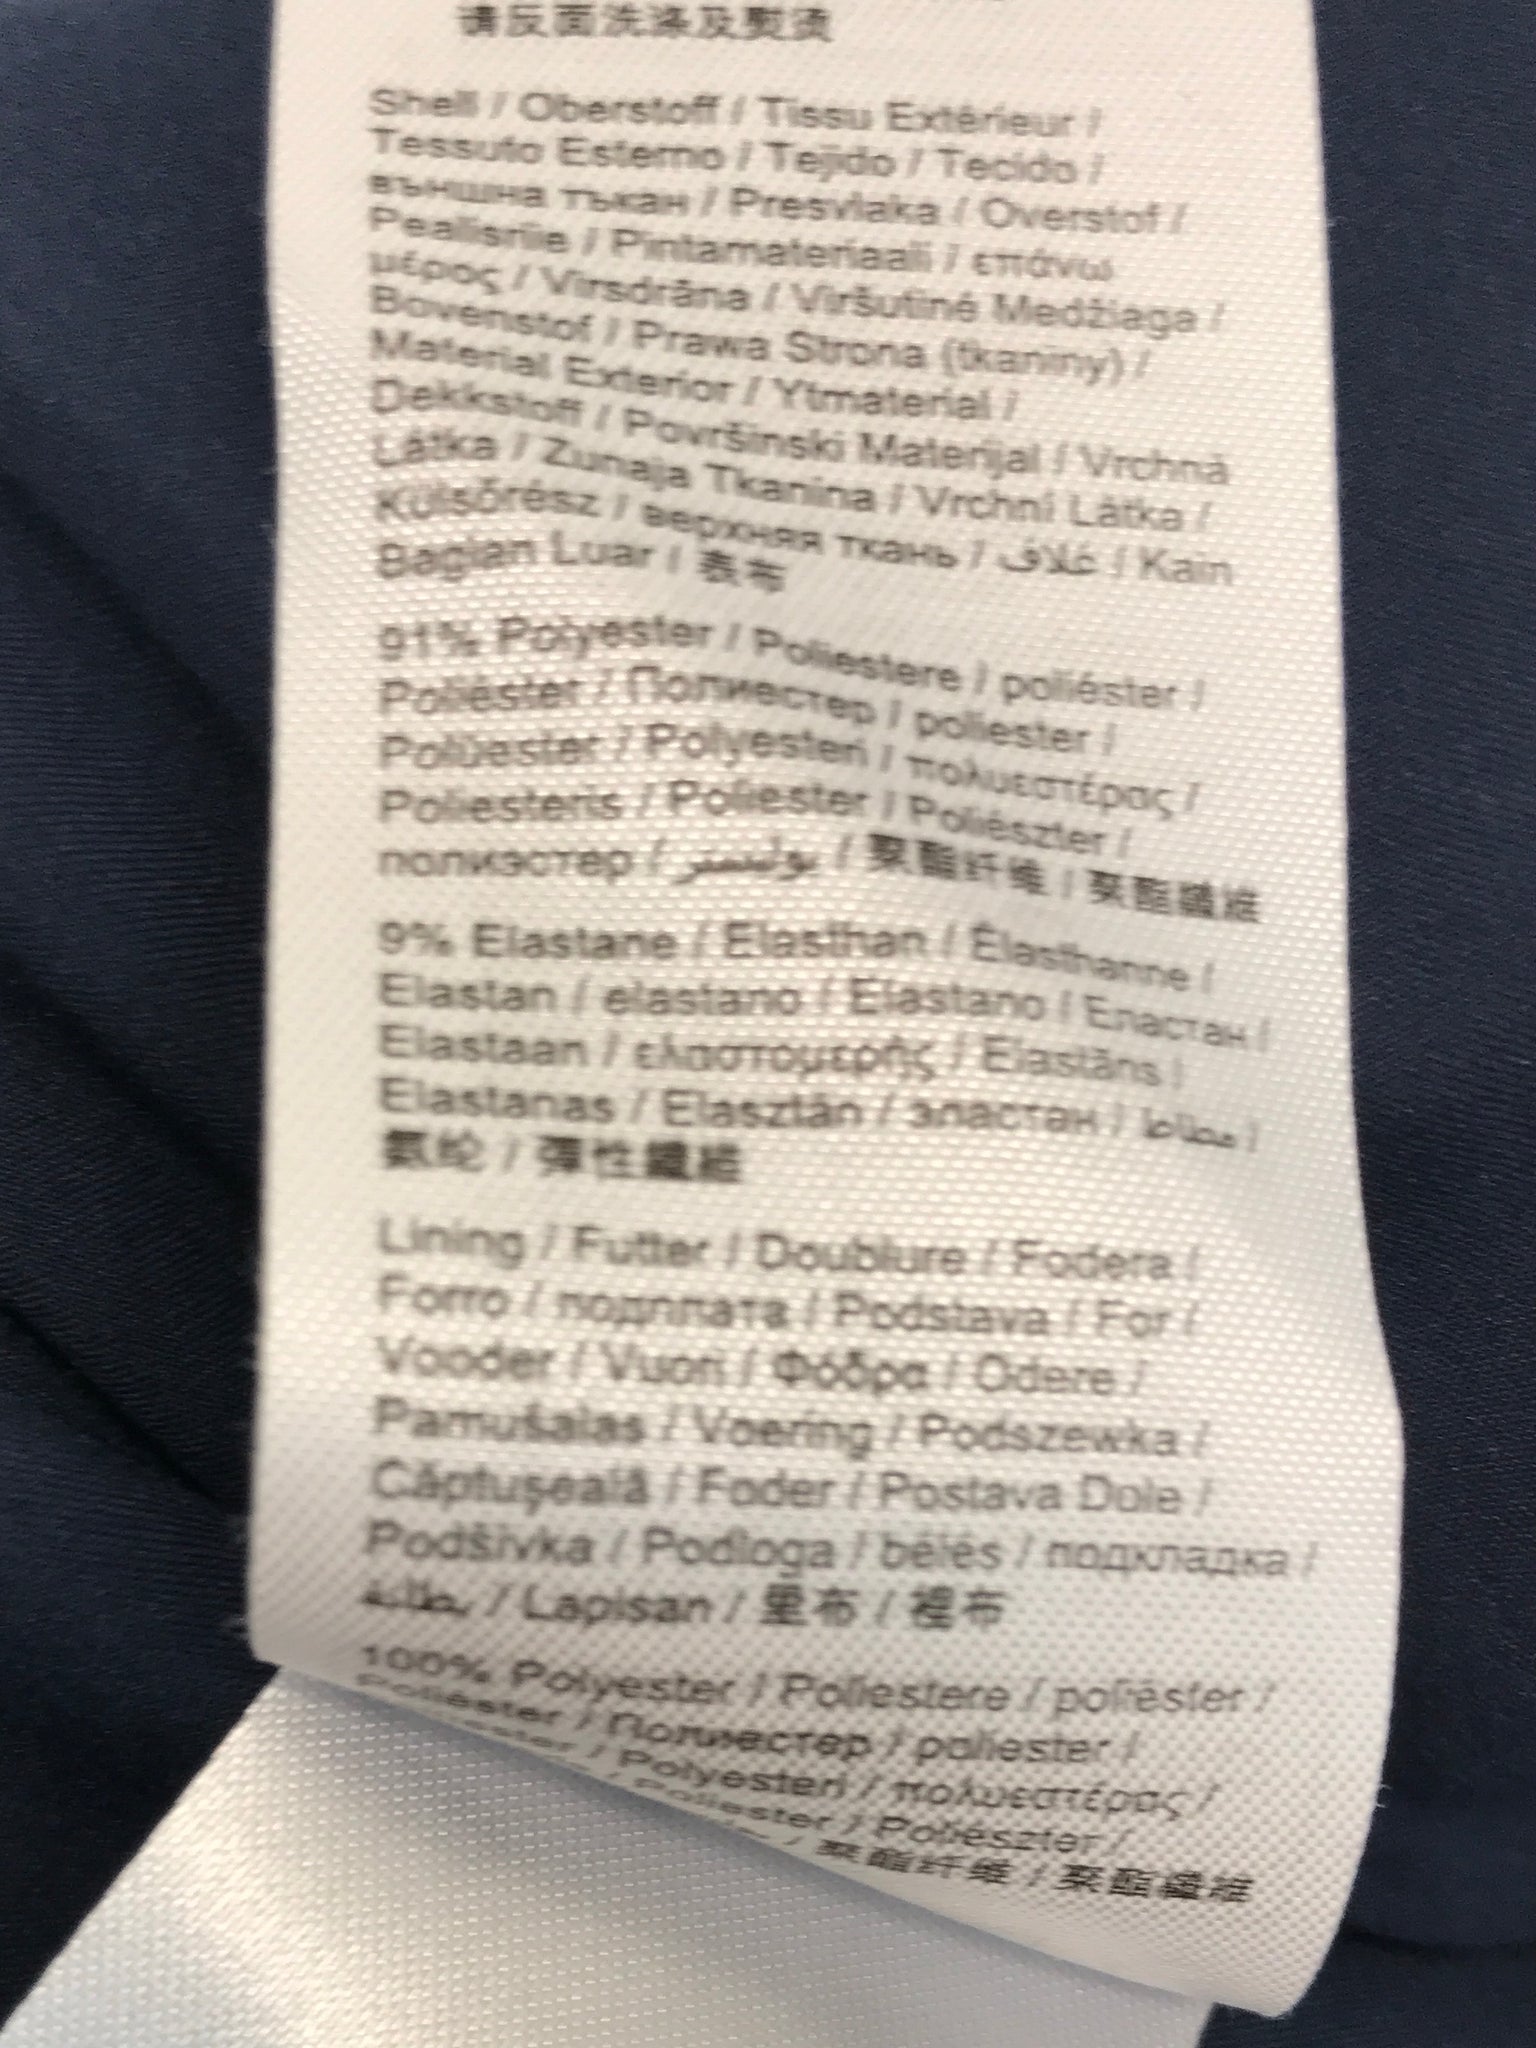 请反面洗涤及熨烫
Shell / Oberstoff / Tissu Extérieur /
Tessuto Esterno / Tejido / Tecido /
външна тъкан / Presvlaka / Overstof /
Pealisriie / Pintamateriaali / επάνω
μέρος / Virsdrāna / Viršutinė Medžiaga /
Bovenstof / Prawa Strona (tkaniny) /
Material Exterior / Ytmaterial /
Dekkstoff / Površinski Materijal / Vrchná
Látka / Zunaja Tkanina / Vrchní Látka /
Külsőrész / верхняя ткань / غلاف / Kain
Bagian Luar / 表布
91% Polyester / Poliestere / poliéster /
Poliéster / Полиестер / poliester /
Polüester / Polyesteri / πολυεστέρας /
Poliesteris / Poliester / Poliészter /
полиэстер / بوليستر / 聚酯纤维 / 聚酯纖維
9% Elastane / Elasthan / Élasthanne /
Elastan / elastano / Elastano / Еластан /
Elastaan / ελαστομερής / Elastāns /
Elastanas / Elasztán / эластан / مطاط /
氨纶 / 彈性纖維
Lining / Futter / Doublure / Fodera /
Forro / подплата / Podstava / For /
Vooder / Vuori / Φόδρα / Odere /
Pamušalas / Voering / Podszewka /
Căptuşeală / Foder / Postava Dole /
Podšívka / Podloga / bélés / подкладка /
بطانة / Lapisan / 里布 / 裡布
100% Polyester / Poliestere / poliéster /
Poliéster / Полиестер / poliester /
/ Polyesteri / πολυεστέρας /
/ Poliester / Poliészter /
/ 聚酯纤维 / 聚酯纖維